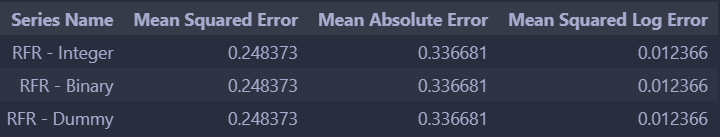 Series Name Mean Squared Error Mean Absolute Error Mean Squared Log Error
RFR - Integer 0.248373 0.336681 0.012366
RFR - Binary 0.248373 0.336681 0.012366
RFR - Dummy 0.248373 0.336681 0.012366